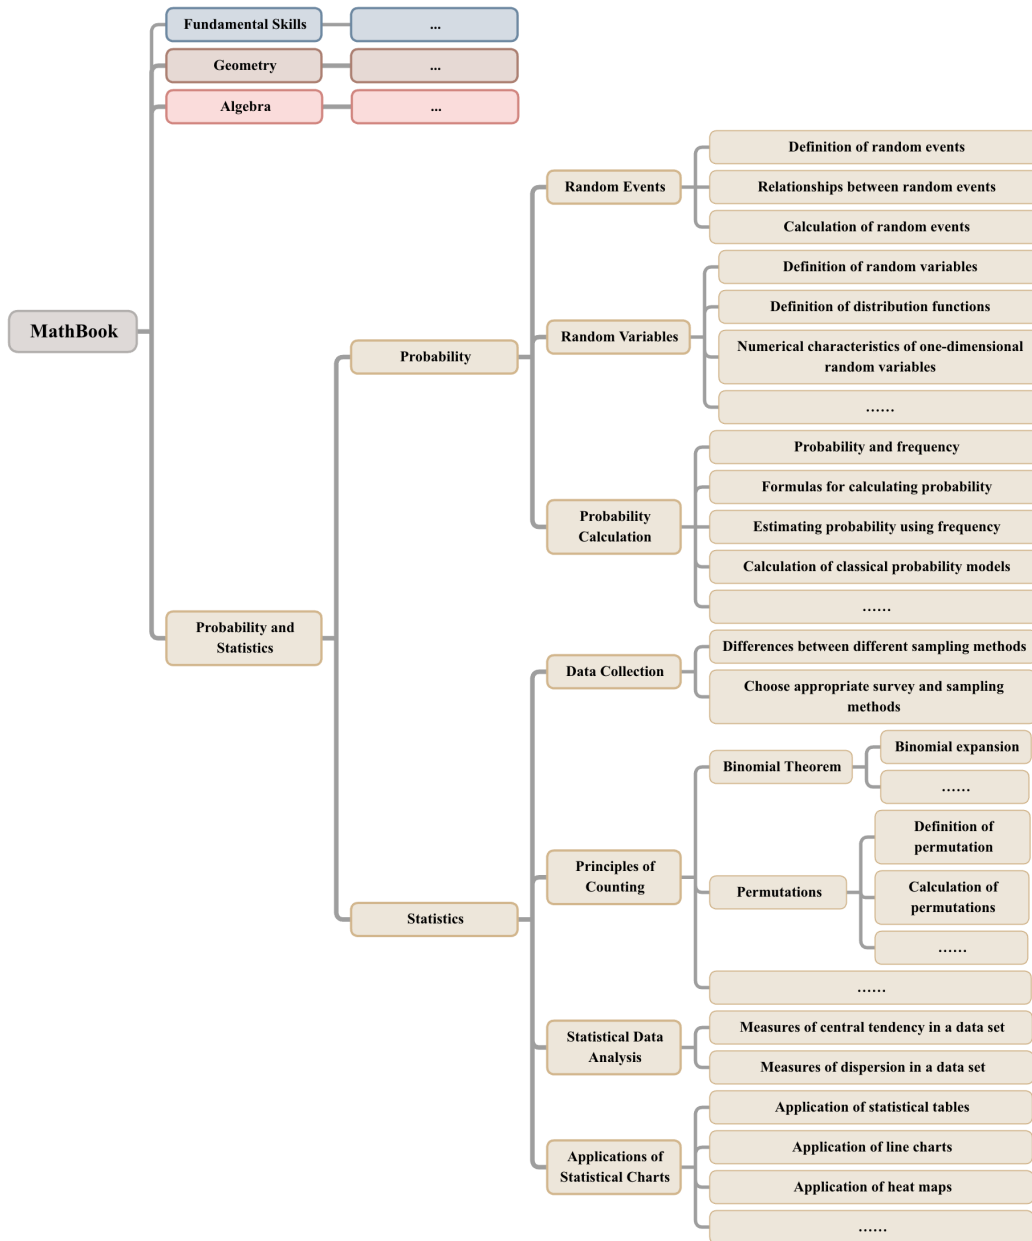 Fundamental Skills
...
Geometry
...
Algebra
...
Definition of random events
Random Events
Relationships between random events
Calculation of random events
Definition of random variables
Definition of distribution functions
MathBook
Random Variables
Numerical characteristics of one-dimensional
random variables
Probability
......
Probability and frequency
Formulas for calculating probability
Probability
Calculation
Estimating probability using frequency
Calculation of classical probability models
......
Probability and
Statistics
Differences between different sampling methods
Data Collection
Choose appropriate survey and sampling
methods
Binomial Theorem
Binomial expansion
......
Definition of
permutation
Principles of
Counting
Permutations
Calculation of
permutations
Statistics
......
......
Statistical Data
Analysis
Measures of central tendency in a data set
Measures of dispersion in a data set
Application of statistical tables
Applications of
Statistical Charts
Application of line charts
Application of heat maps
......